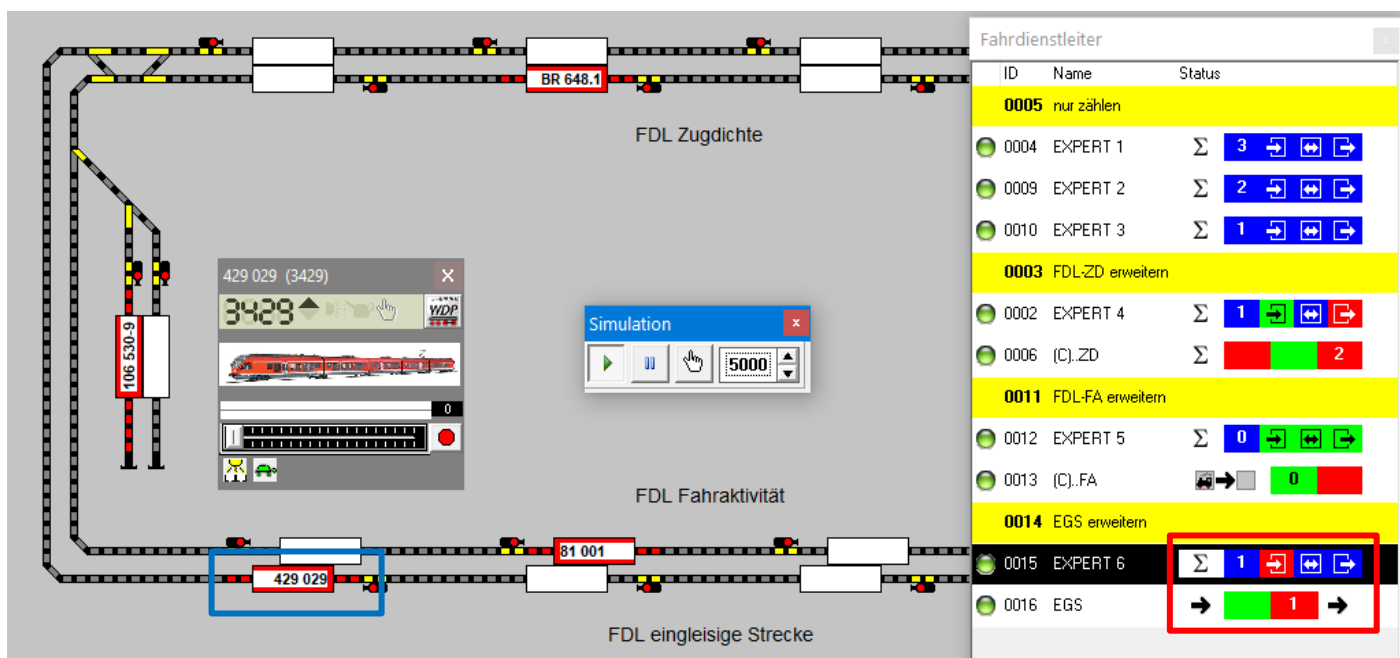 BR 648.1
FDL Zugdichte
106 530-9
429 029 (3429)
3429
WDP
0
Simulation
5000
FDL Fahraktivität
81 001
429 029
FDL eingleisige Strecke
Fahrdienstleiter
ID Name Status
0005 nur zählen
0004 EXPERT 1 Σ 3
0009 EXPERT 2 Σ 2
0010 EXPERT 3 Σ 1
0003 FDL-ZD erweitern
0002 EXPERT 4 Σ 1
0006 (C)..ZD Σ 2
0011 FDL-FA erweitern
0012 EXPERT 5 Σ 0
0013 (C)..FA 0
0014 EGS erweitern
0015 EXPERT 6 Σ 1
0016 EGS 1